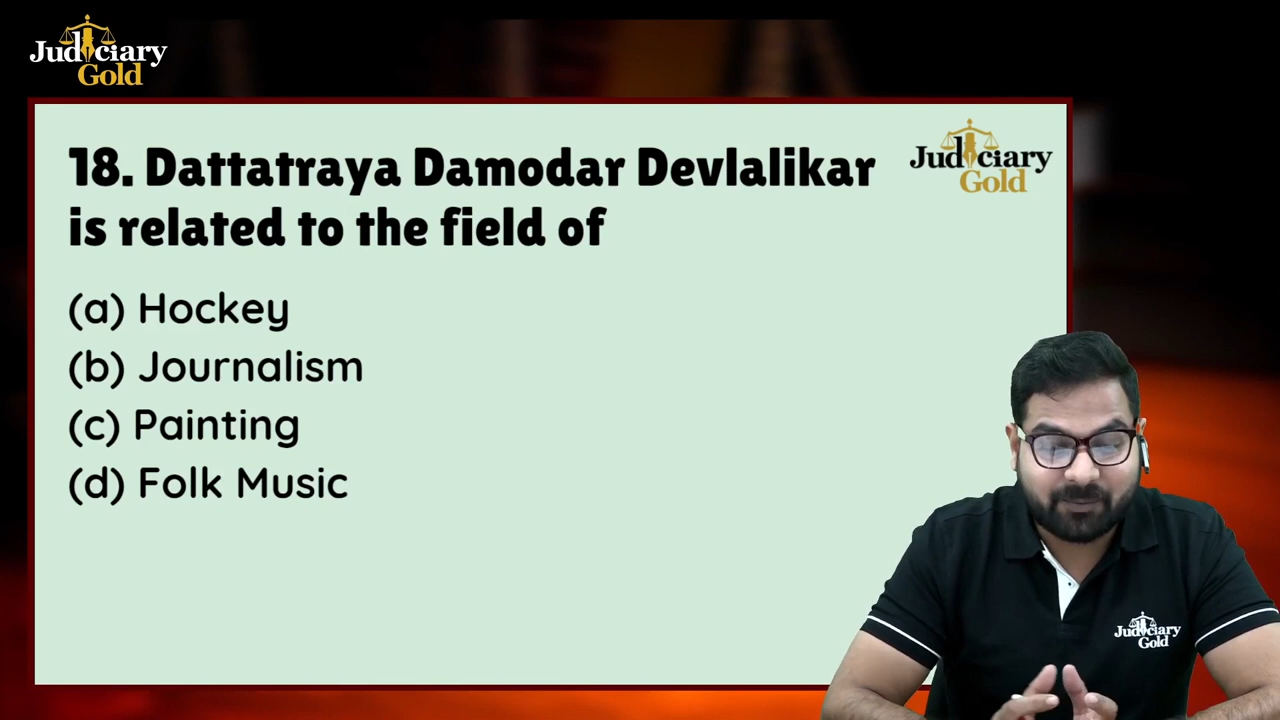 Judiciary
Gold
18. Dattatraya Damodar Devlalikar
is related to the field of
Judiciary
Gold
(a) Hockey
(b) Journalism
(c) Painting
(d) Folk Music
Judiciary
Gold